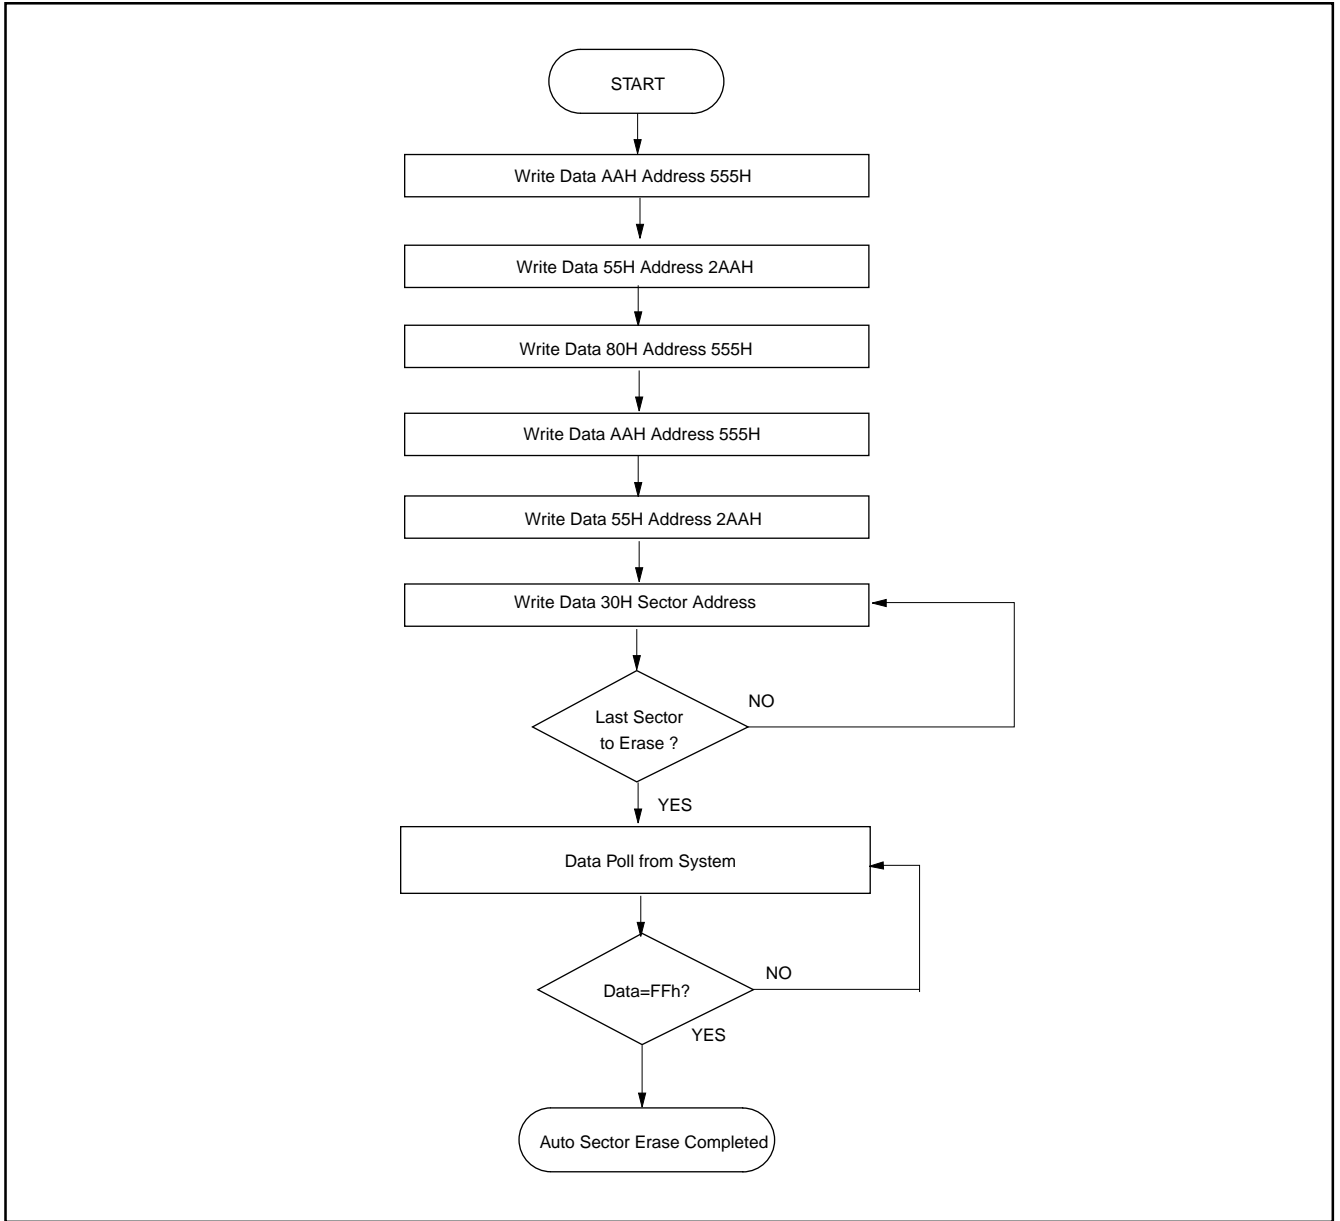 START
Write Data AAH Address 555H
Write Data 55H Address 2AAH
Write Data 80H Address 555H
Write Data AAH Address 555H
Write Data 55H Address 2AAH
Write Data 30H Sector Address
NO
Last Sector
to Erase ?
YES
Data Poll from System
NO
Data=FFh?
YES
Auto Sector Erase Completed